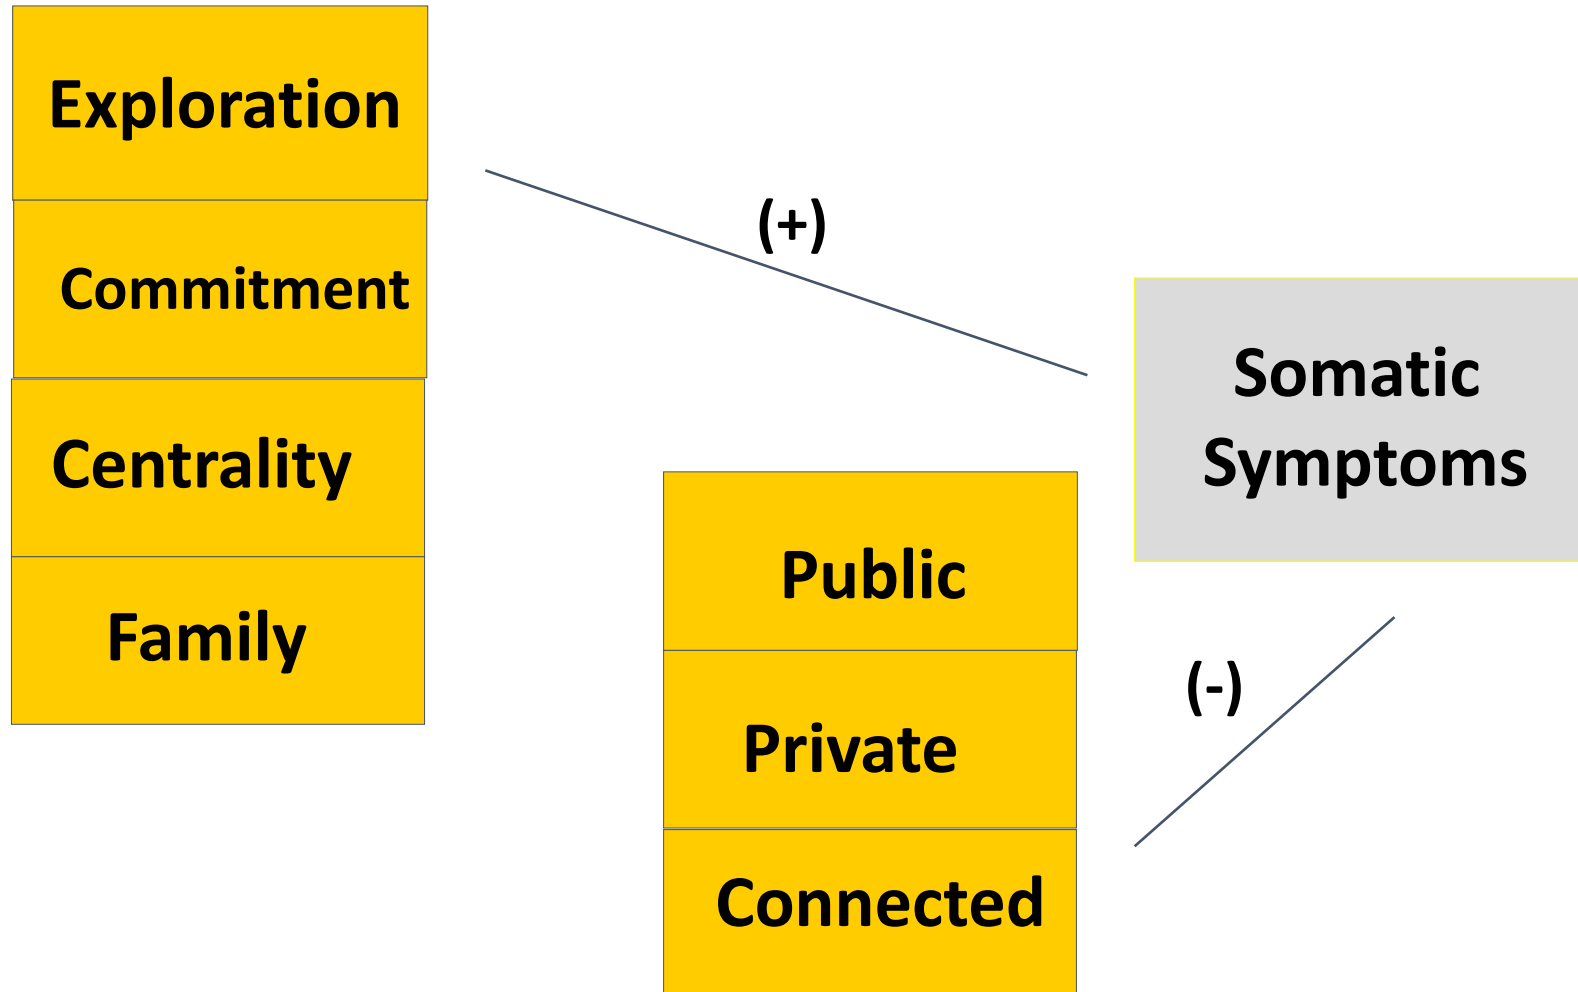 Exploration
(+)
Commitment
Somatic
Symptoms
Centrality
Public
Family
(-)
Private
Connected